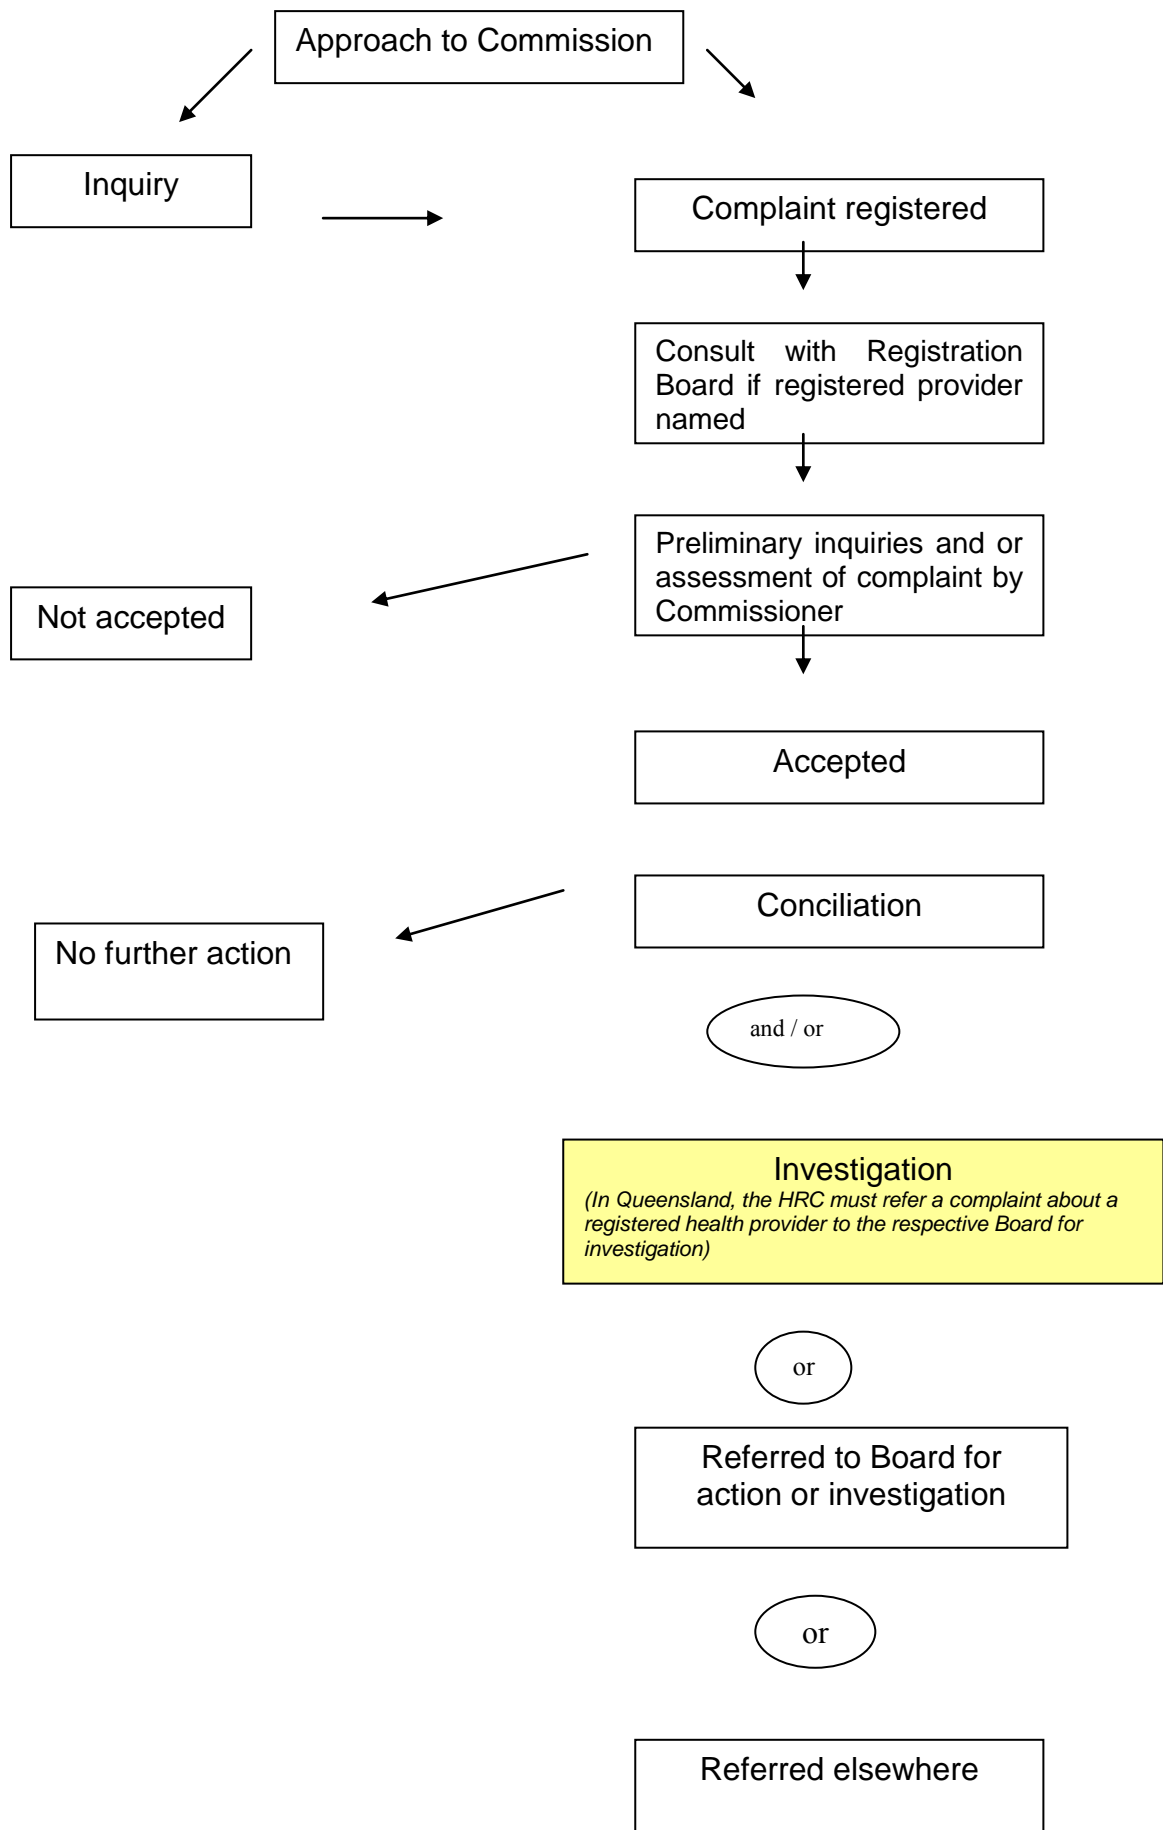 Approach to Commission
Inquiry
Complaint registered
Consult with Registration
Board if registered provider
named
Preliminary inquiries and or
assessment of complaint by
Commissioner
Not accepted
Accepted
Conciliation
No further action
and / or
Investigation
(In Queensland, the HRC must refer a complaint about a
registered health provider to the respective Board for
investigation)
or
Referred to Board for
action or investigation
or
Referred elsewhere